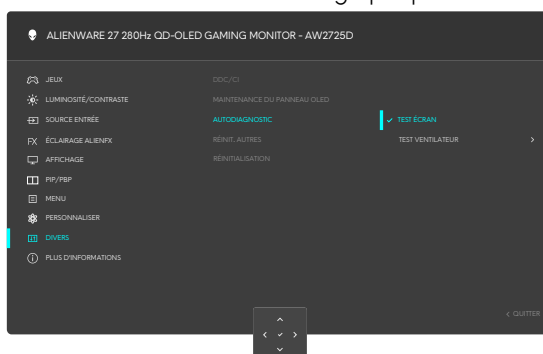 ALIENWARE 27 280Hz QD-OLED GAMING MONITOR - AW2725D
JEUX
LUMINOSITÉ/CONTRASTE
SOURCE ENTRÉE
FX ÉCLAIRAGE ALIENFX
AFFICHAGE
PIP/PBP
MENU
PERSONNALISER
DIVERS
PLUS D'INFORMATIONS
DDC/CI
MAINTENANCE DU PANNEAU OLED
AUTODIAGNOSTIC
RÉINIT. AUTRES
RÉINITIALISATION
TEST ÉCRAN
TEST VENTILATEUR
QUITTER